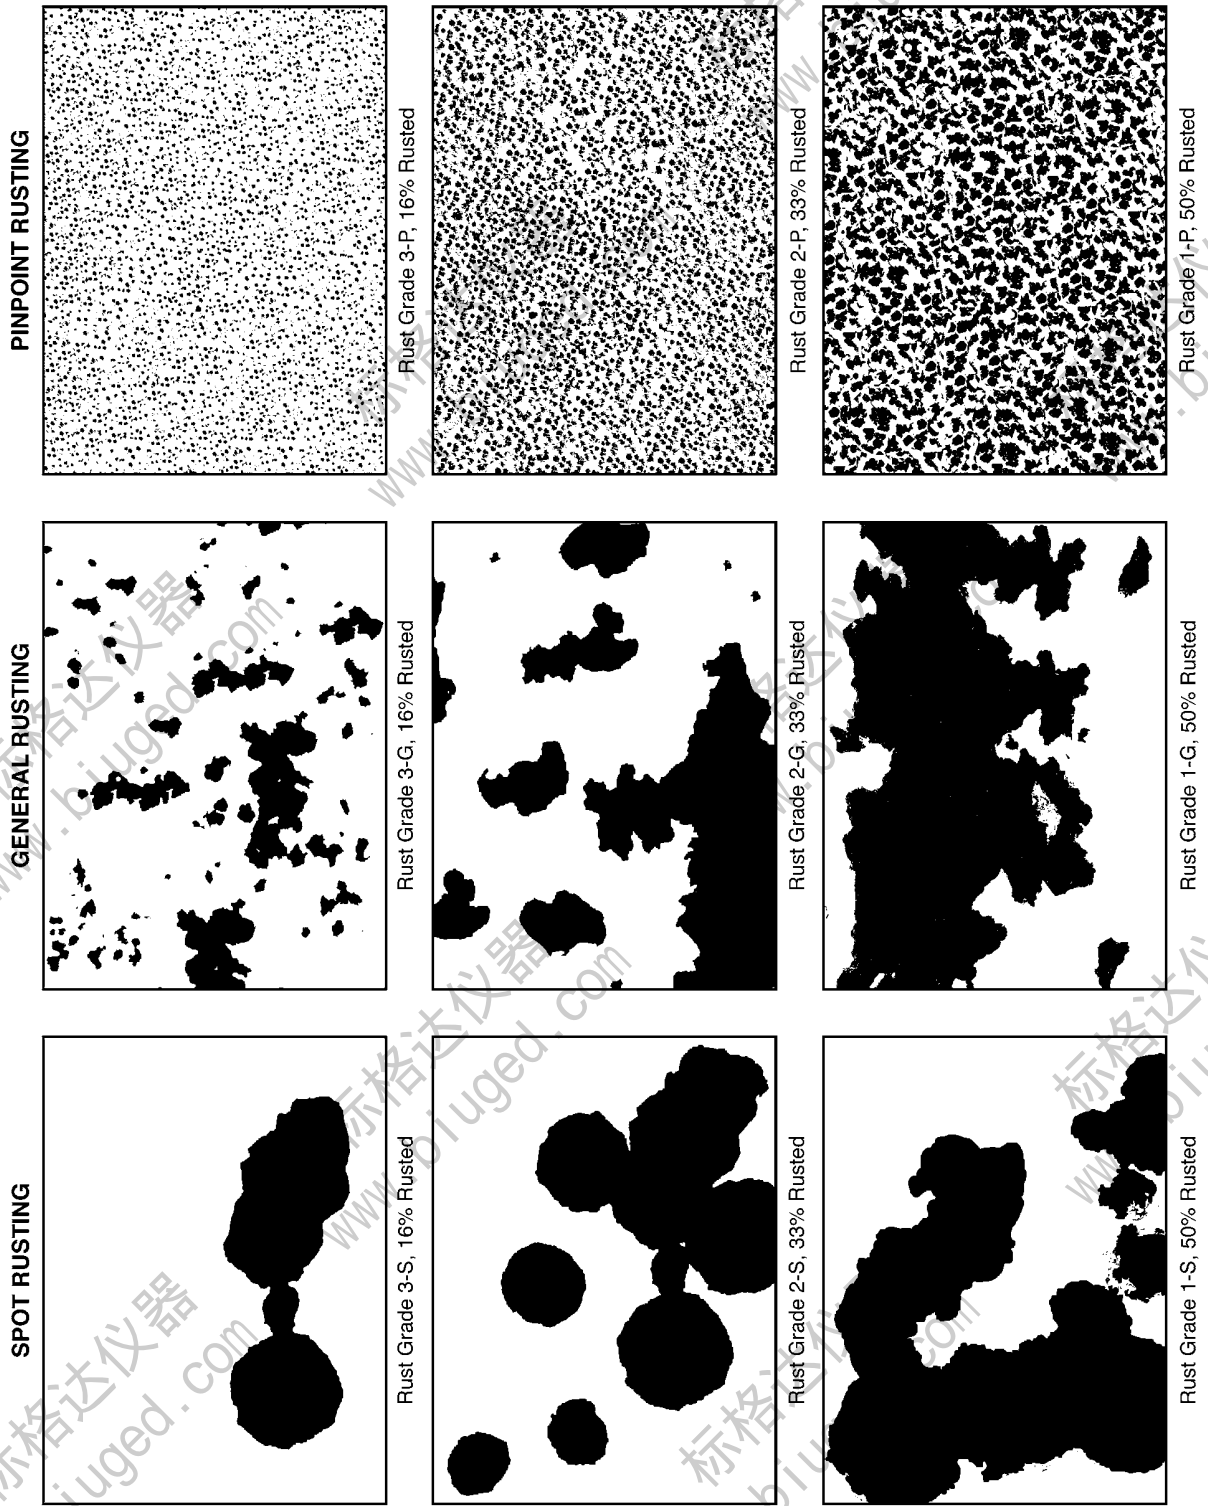 SPOT RUSTING
GENERAL RUSTING
PINPOINT RUSTING
Rust Grade 3-S, 16% Rusted
Rust Grade 3-G, 16% Rusted
Rust Grade 3-P, 16% Rusted
Rust Grade 2-S, 33% Rusted
Rust Grade 2-G, 33% Rusted
Rust Grade 2-P, 33% Rusted
Rust Grade 1-S, 50% Rusted
Rust Grade 1-G, 50% Rusted
Rust Grade 1-P, 50% Rusted
标格达仪器
www.biuged.com